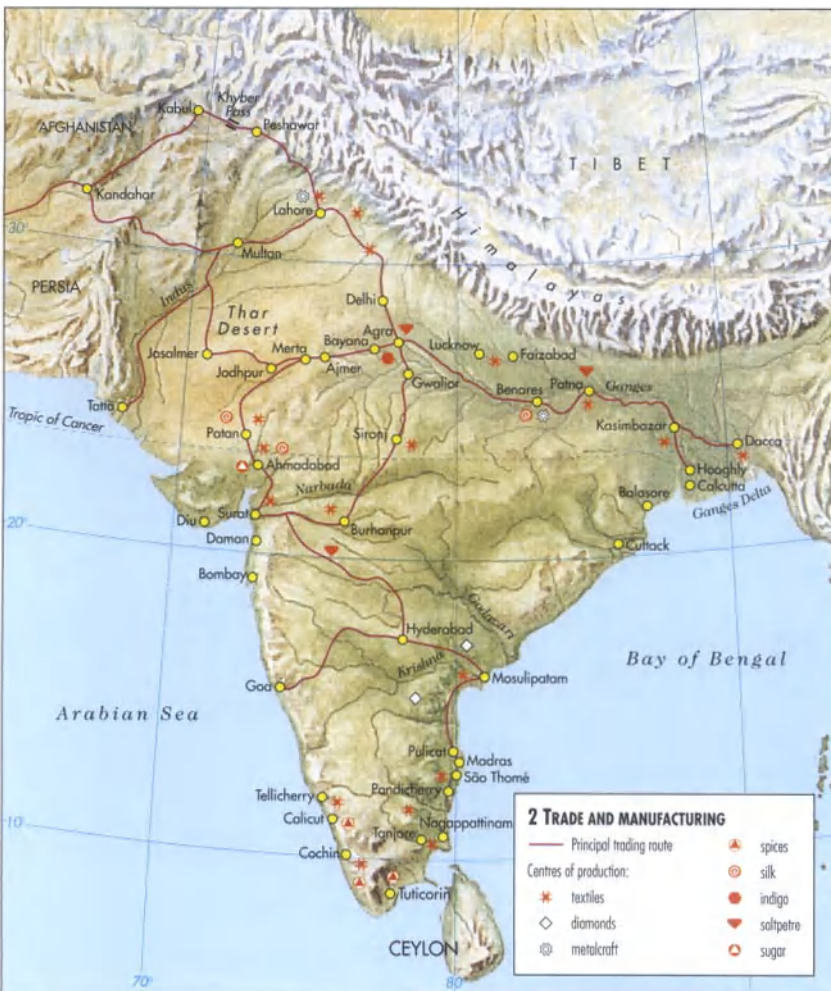 Kabul
Khyber
Pass
Peshawar
AFGHANISTAN
TIBET
Kandahar
Lahore
Himalayas
30°
Multan
PERSIA
Indus
Delhi
Thar
Desert
Agra
Jasalmer
Merta
Bayana
Lucknow
Faizabad
Jodhpur
Ajmer
Gwalior
Benares
Patna
Ganges
Tatta
Tropic of Cancer
Kasimbazar
Patan
Sironj
Dacca
Ahmadabad
Hooghly
Calcutta
Narbada
Ganges Delta
Balasore
20°
Diu
Surat
Burhanpur
Daman
Cuttack
Bombay
Godavari
Hyderabad
Krishna
Bay of Bengal
Goa
Mosulipatam
Arabian Sea
Pulicat
Madras
São Thomé
Pondicherry
Tellicherry
Calicut
Nagappattinam
Tanjore
10°
Cochin
Tuticorin
CEYLON
70°
80°
2 TRADE AND MANUFACTURING
Principal trading route
Centres of production:
textiles
diamonds
metalcraft
spices
silk
indigo
saltpetre
sugar